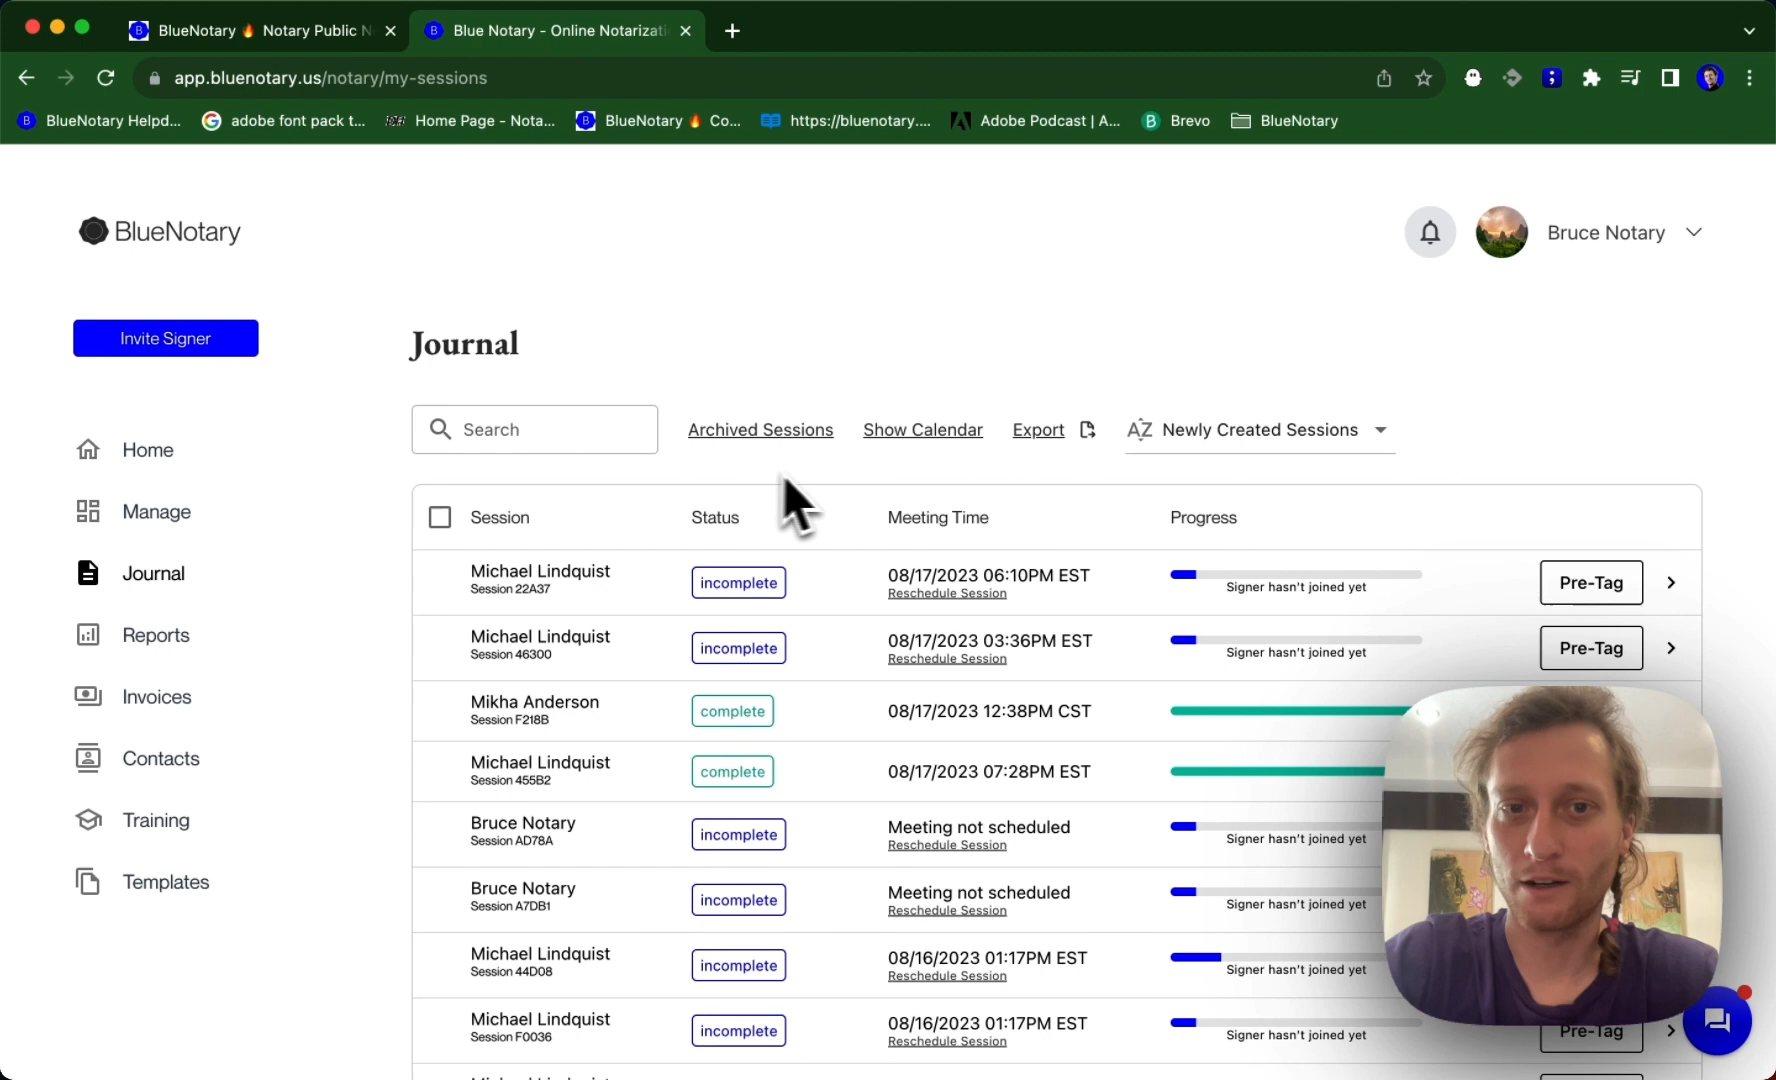 BlueNotary 🔥 Notary Public N
Blue Notary - Online Notarizati
app.bluenotary.us/notary/my-sessions
BlueNotary Helpd...
adobe font pack t...
Home Page - Nota...
BlueNotary 🔥 Co...
https://bluenotary....
Adobe Podcast | A...
Brevo
BlueNotary
BlueNotary
Bruce Notary
Invite Signer
Home
Manage
Journal
Reports
Invoices
Contacts
Training
Templates
Journal
Search
Archived Sessions
Show Calendar
Export
AZ Newly Created Sessions
Session Status Meeting Time Progress
Michael Lindquist
Session 22A37
incomplete
08/17/2023 06:10PM EST
Reschedule Session
Signer hasn't joined yet
Pre-Tag
Michael Lindquist
Session 46300
incomplete
08/17/2023 03:36PM EST
Reschedule Session
Signer hasn't joined yet
Pre-Tag
Mikha Anderson
Session F218B
complete
08/17/2023 12:38PM CST
Michael Lindquist
Session 455B2
complete
08/17/2023 07:28PM EST
Bruce Notary
Session AD78A
incomplete
Meeting not scheduled
Reschedule Session
Signer hasn't joined yet
Bruce Notary
Session A7DB1
incomplete
Meeting not scheduled
Reschedule Session
Signer hasn't joined yet
Michael Lindquist
Session 44D08
incomplete
08/16/2023 01:17PM EST
Reschedule Session
Signer hasn't joined yet
Michael Lindquist
Session F0036
incomplete
08/16/2023 01:17PM EST
Reschedule Session
Signer hasn't joined yet
Pre-Tag